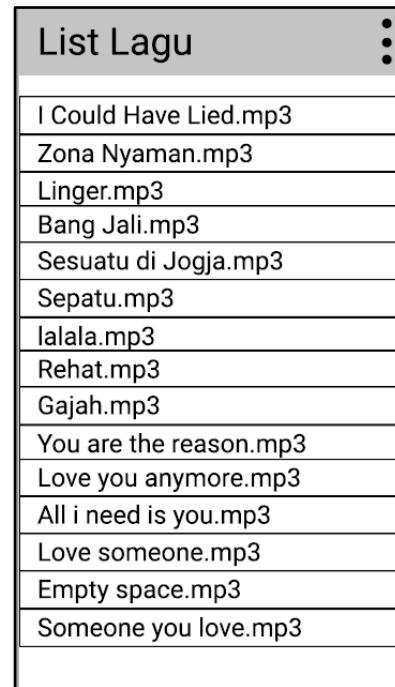 List Lagu
I Could Have Lied.mp3
Zona Nyaman.mp3
Linger.mp3
Bang Jali.mp3
Sesuatu di Jogja.mp3
Sepatu.mp3
lalala.mp3
Rehat.mp3
Gajah.mp3
You are the reason.mp3
Love you anymore.mp3
All i need is you.mp3
Love someone.mp3
Empty space.mp3
Someone you love.mp3